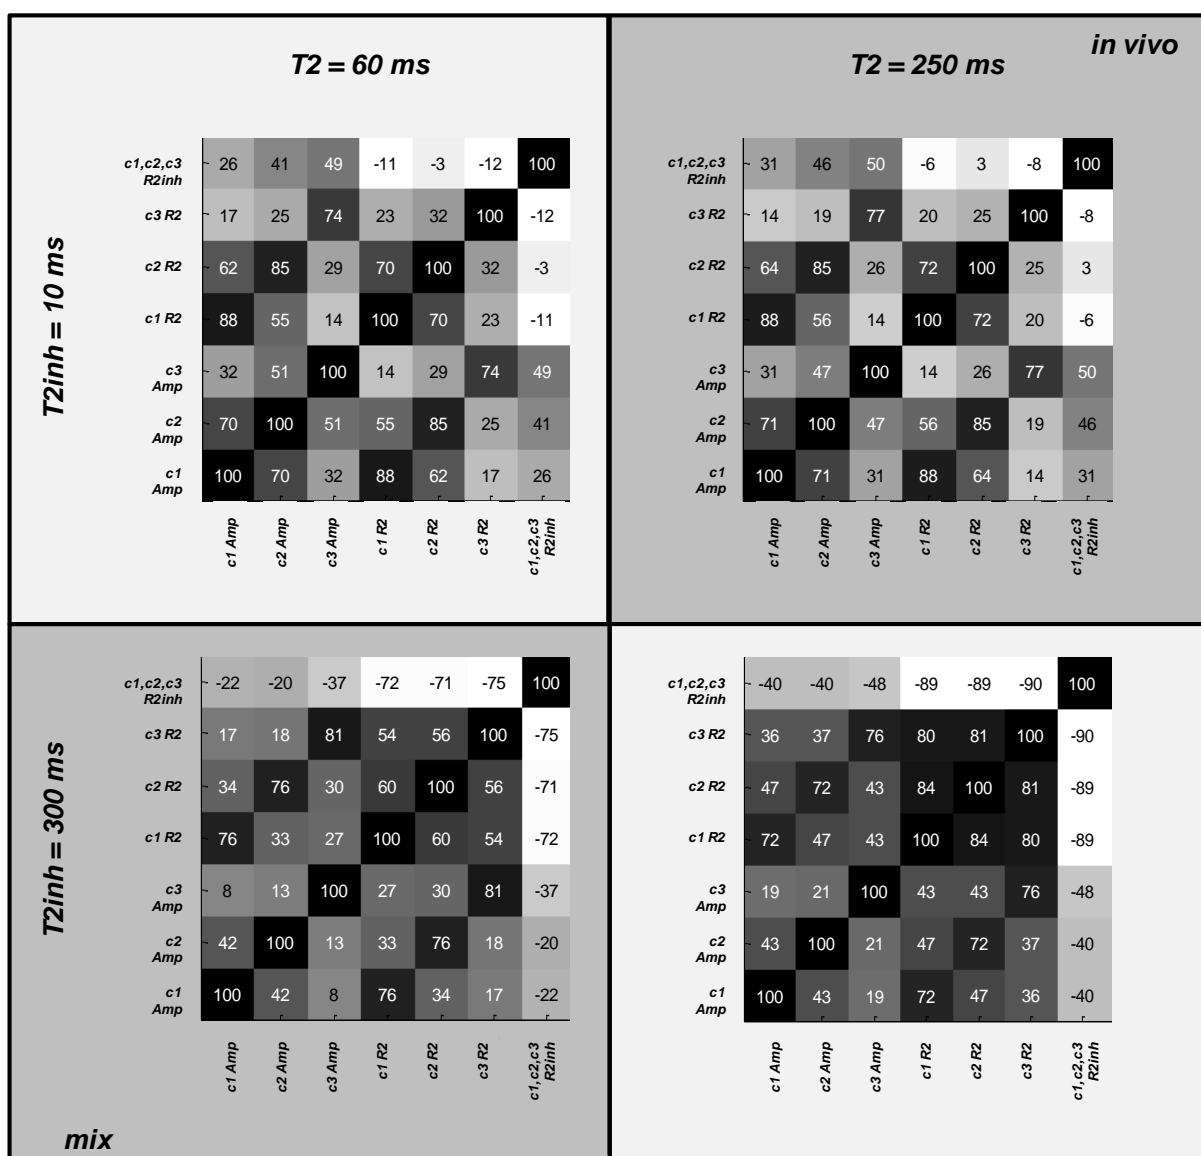 in vivo
T2 = 60 ms
T2 = 250 ms
T2inh = 10 ms
c1,c2,c3 R2inh 26 41 49 -11 -3 -12 100
c3 R2 17 25 74 23 32 100 -12
c2 R2 62 85 29 70 100 32 -3
c1 R2 88 55 14 100 70 23 -11
c3 Amp 32 51 100 14 29 74 49
c2 Amp 70 100 51 55 85 25 41
c1 Amp 100 70 32 88 62 17 26
c1 Amp c2 Amp c3 Amp c1 R2 c2 R2 c3 R2 c1,c2,c3 R2inh
c1,c2,c3 R2inh 31 46 50 -6 3 -8 100
c3 R2 14 19 77 20 25 100 -8
c2 R2 64 85 26 72 100 25 3
c1 R2 88 56 14 100 72 20 -6
c3 Amp 31 47 100 14 26 77 50
c2 Amp 71 100 47 56 85 19 46
c1 Amp 100 71 31 88 64 14 31
c1 Amp c2 Amp c3 Amp c1 R2 c2 R2 c3 R2 c1,c2,c3 R2inh
T2inh = 300 ms
c1,c2,c3 R2inh -22 -20 -37 -72 -71 -75 100
c3 R2 17 18 81 54 56 100 -75
c2 R2 34 76 30 60 100 56 -71
c1 R2 76 33 27 100 60 54 -72
c3 Amp 8 13 100 27 30 81 -37
c2 Amp 42 100 13 33 76 18 -20
c1 Amp 100 42 8 76 34 17 -22
c1 Amp c2 Amp c3 Amp c1 R2 c2 R2 c3 R2 c1,c2,c3 R2inh
c1,c2,c3 R2inh -40 -40 -48 -89 -89 -90 100
c3 R2 36 37 76 80 81 100 -90
c2 R2 47 72 43 84 100 81 -89
c1 R2 72 47 43 100 84 80 -89
c3 Amp 19 21 100 43 43 76 -48
c2 Amp 43 100 21 47 72 37 -40
c1 Amp 100 43 19 72 47 36 -40
c1 Amp c2 Amp c3 Amp c1 R2 c2 R2 c3 R2 c1,c2,c3 R2inh
mix